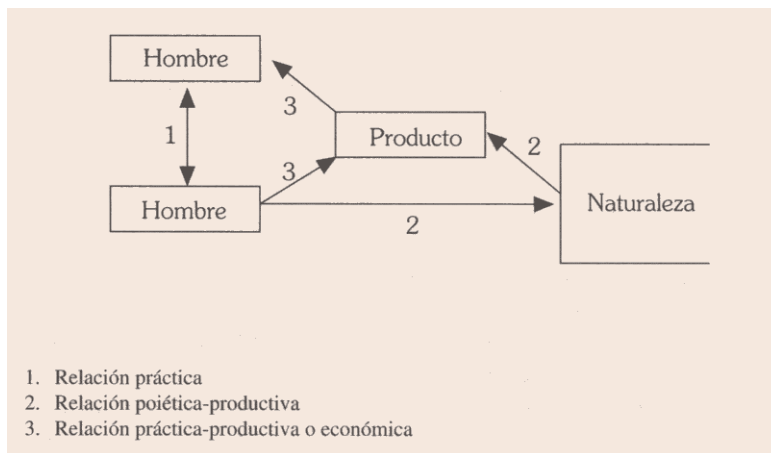 Hombre
3
Producto
1
2
3
Hombre
Naturaleza
2
1. Relación práctica
2. Relación poiética-productiva
3. Relación práctica-productiva o económica